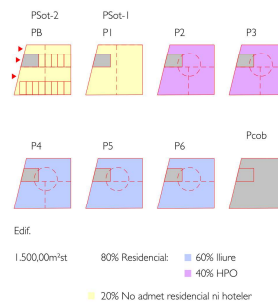 PSot-2 PSot-1
PB P1 P2 P3
P4 P5 P6 Pcob
Edif.
1.500,00m²st 80% Residencial: 60% lliure
40% HPO
20% No admet residencial ni hoteler